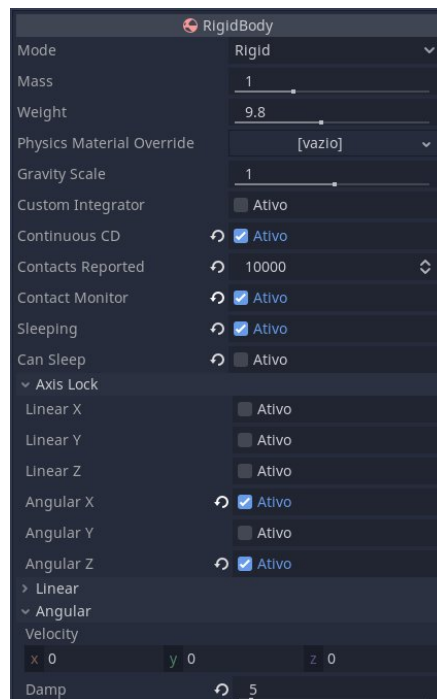 RigidBody
Mode Rigid
Mass 1
Weight 9.8
Physics Material Override [vazio]
Gravity Scale 1
Custom Integrator Ativo
Continuous CD Ativo
Contacts Reported 10000
Contact Monitor Ativo
Sleeping Ativo
Can Sleep Ativo
Axis Lock
Linear X Ativo
Linear Y Ativo
Linear Z Ativo
Angular X Ativo
Angular Y Ativo
Angular Z Ativo
Linear
Angular
Velocity
x 0 y 0 z 0
Damp 5